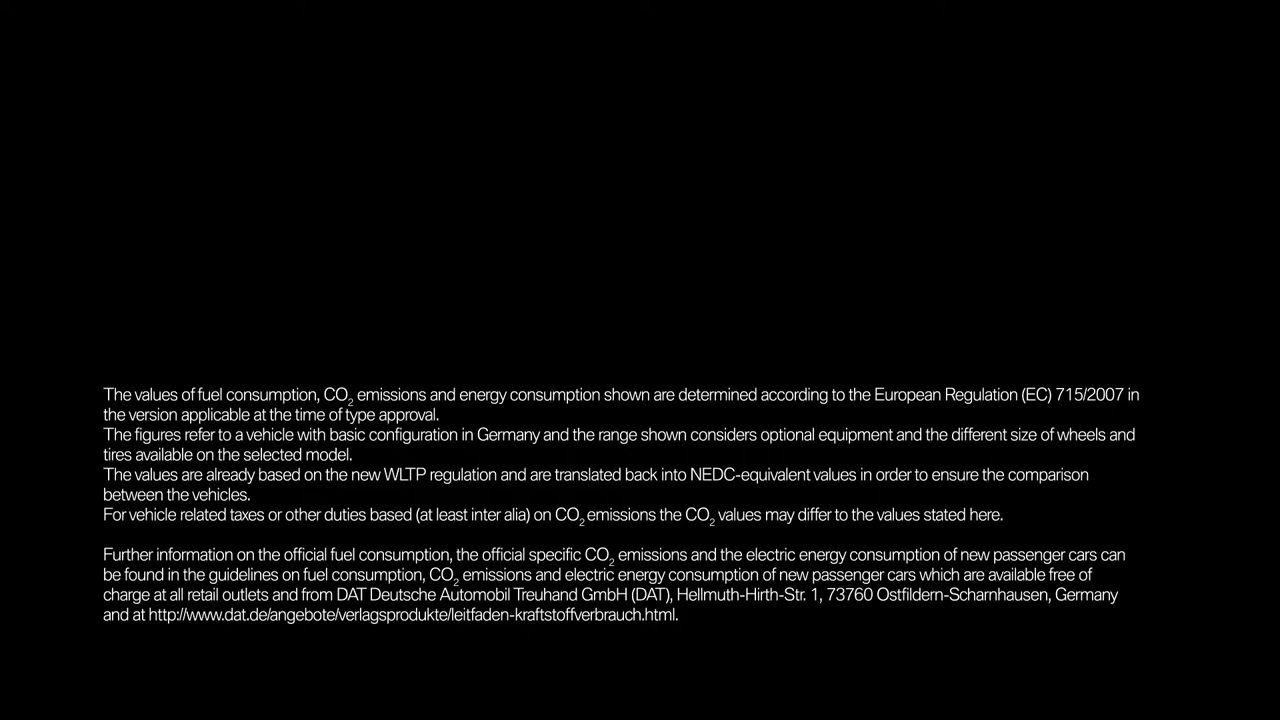 The values of fuel consumption, CO₂ emissions and energy consumption shown are determined according to the European Regulation (EC) 715/2007 in
the version applicable at the time of type approval.
The figures refer to a vehicle with basic configuration in Germany and the range shown considers optional equipment and the different size of wheels and
tires available on the selected model.
The values are already based on the new WLTP regulation and are translated back into NEDC-equivalent values in order to ensure the comparison
between the vehicles.
For vehicle related taxes or other duties based (at least inter alia) on CO₂ emissions the CO₂ values may differ to the values stated here.
Further information on the official fuel consumption, the official specific CO₂ emissions and the electric energy consumption of new passenger cars can
be found in the guidelines on fuel consumption, CO₂ emissions and electric energy consumption of new passenger cars which are available free of
charge at all retail outlets and from DAT Deutsche Automobil Treuhand GmbH (DAT), Hellmuth-Hirth-Str. 1, 73760 Ostfildern-Scharnhausen, Germany
and at http://www.dat.de/angebote/verlagsprodukte/leitfaden-kraftstoffverbrauch.html.